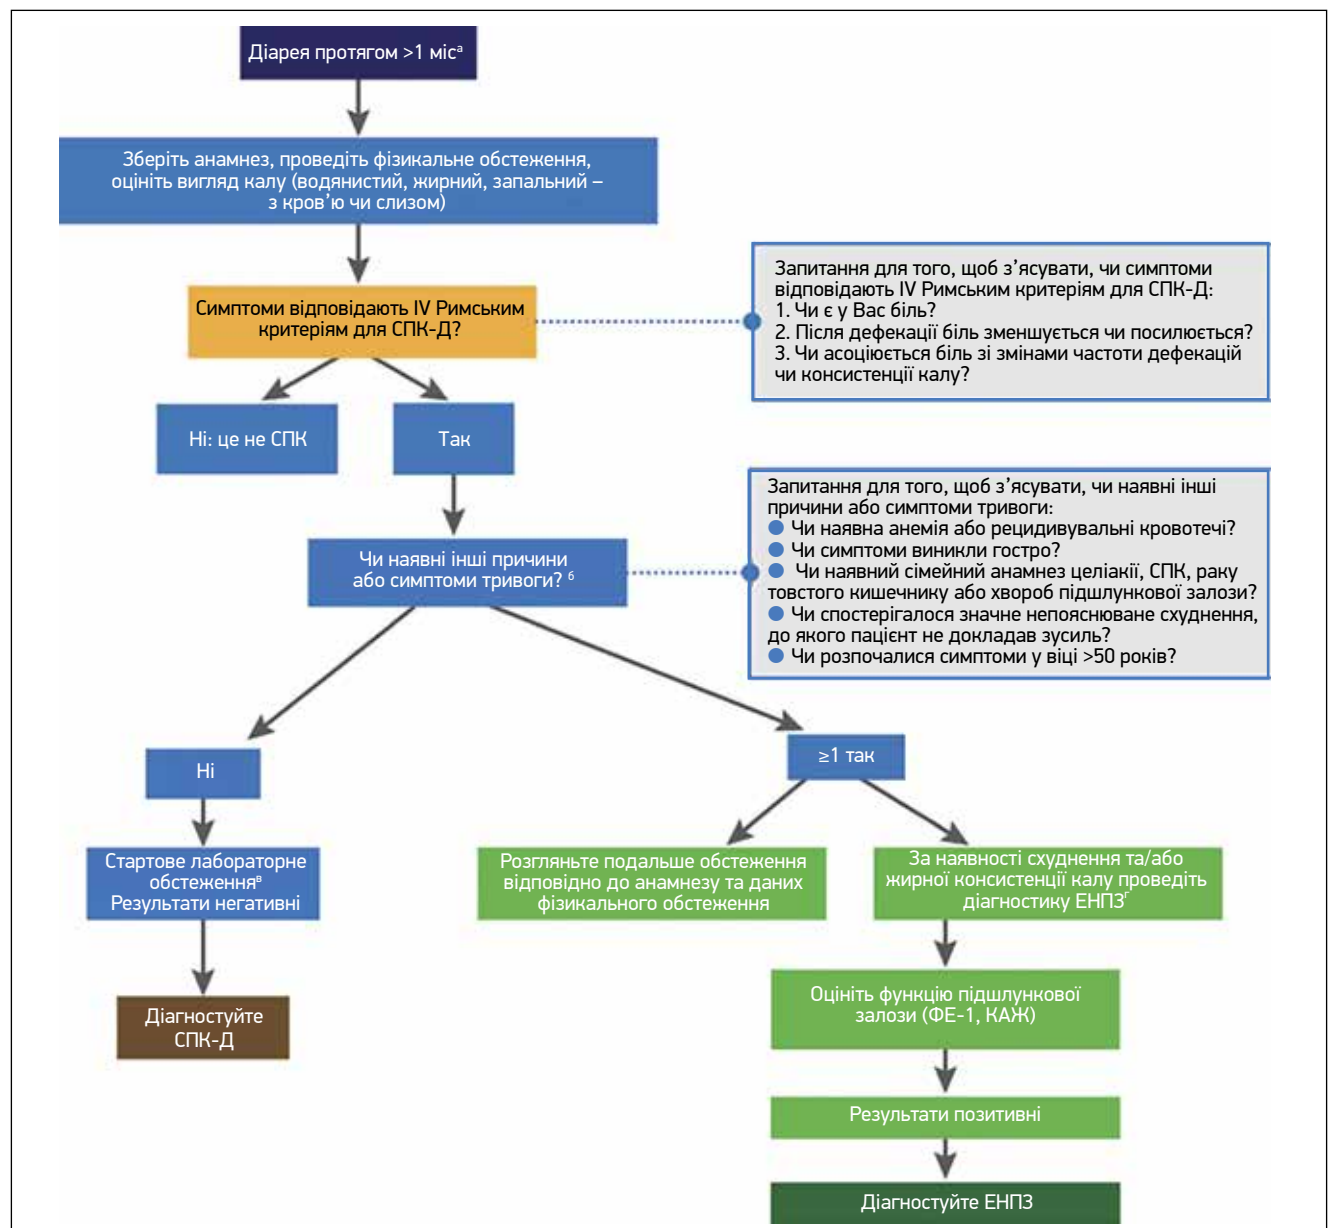 Діарея протягом >1 місᵃ
Зберіть анамнез, проведіть фізикальне обстеження,
оцініть вигляд калу (водянистий, жирний, запальний –
з кров’ю чи слизом)
Симптоми відповідають IV Римським
критеріям для СПК-Д?
Запитання для того, щоб з’ясувати, чи симптоми
відповідають IV Римським критеріям для СПК-Д:
1. Чи є у Вас біль?
2. Після дефекації біль зменшується чи посилюється?
3. Чи асоціюється біль зі змінами частоти дефекацій
чи консистенції калу?
Ні: це не СПК
Так
Чи наявні інші причини
або симптоми тривоги? б
Запитання для того, щоб з’ясувати, чи наявні інші
причини або симптоми тривоги:
● Чи наявна анемія або рецидивувальні кровотечі?
● Чи симптоми виникли гостро?
● Чи наявний сімейний анамнез целіакії, СПК, раку
товстого кишечнику або хвороб підшлункової залози?
● Чи спостерігалося значне непояснюване схуднення,
до якого пацієнт не докладав зусиль?
● Чи розпочалися симптоми у віці >50 років?
Ні
≥1 так
Стартове лабораторне
обстеженняв
Результати негативні
Розгляньте подальше обстеження
відповідно до анамнезу та даних
фізикального обстеження
За наявності схуднення та/або
жирної консистенції калу проведіть
діагностику ЕНПЗг
Діагностуйте
СПК-Д
Оцініть функцію підшлункової
залози (ФЕ-1, КАЖ)
Результати позитивні
Діагностуйте ЕНПЗ